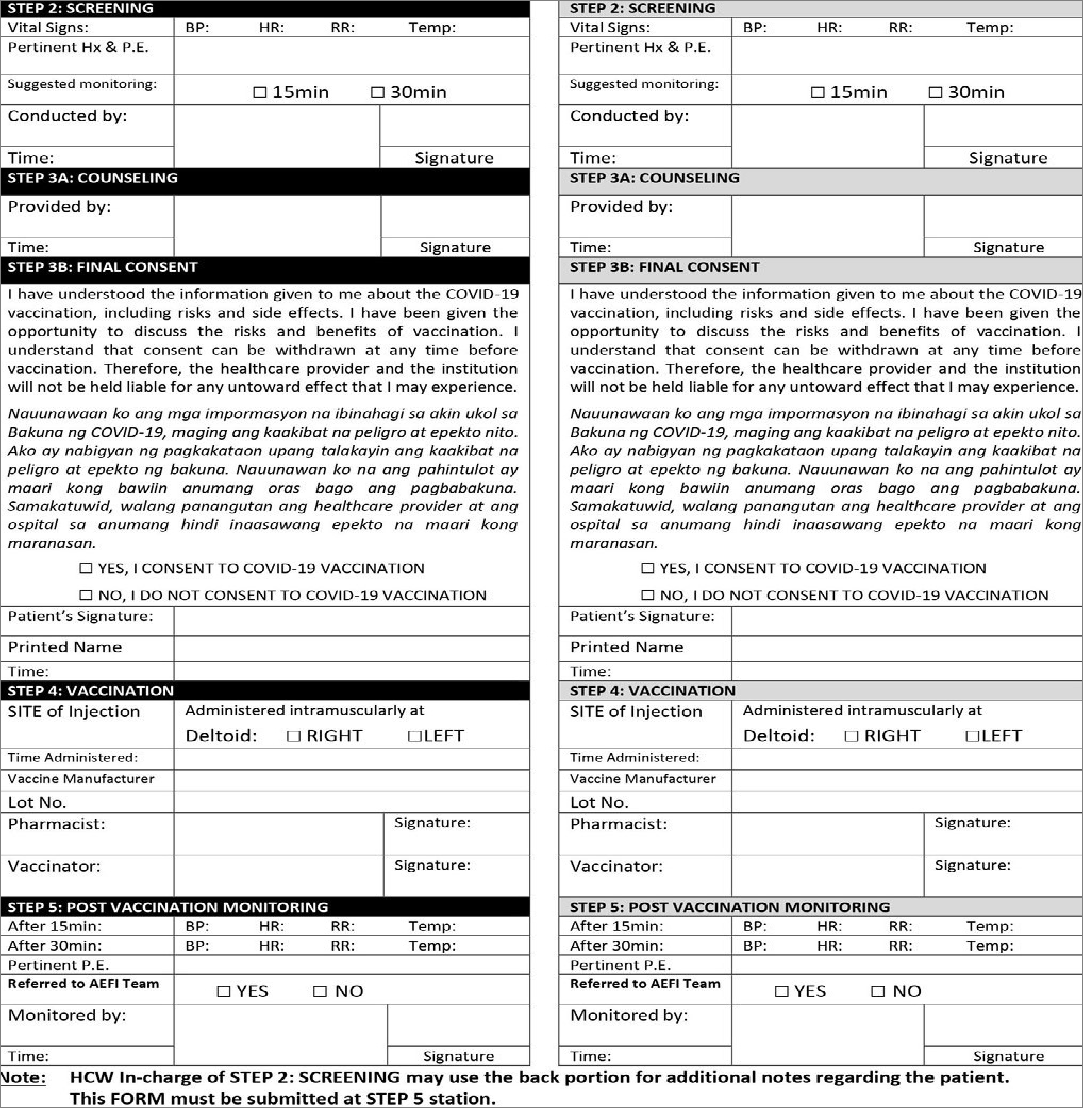 STEP 2: SCREENING
Vital Signs: BP: HR: RR: Temp:
Pertinent Hx & P.E.
Suggested monitoring: ☐ 15min ☐ 30min
Conducted by:
Time: Signature
STEP 3A: COUNSELING
Provided by:
Time: Signature
STEP 3B: FINAL CONSENT
I have understood the information given to me about the COVID-19
vaccination, including risks and side effects. I have been given the
opportunity to discuss the risks and benefits of vaccination. I
understand that consent can be withdrawn at any time before
vaccination. Therefore, the healthcare provider and the institution
will not be held liable for any untoward effect that I may experience.
Nauunawaan ko ang mga impormasyon na ibinahagi sa akin ukol sa
Bakuna ng COVID-19, maging ang kaakibat na peligro at epekto nito.
Ako ay nabigyan ng pagkakataon upang talakayin ang kaakibat na
peligro at epekto ng bakuna. Nauunawan ko na ang pahintulot ay
maari kong bawiin anumang oras bago ang pagbabakuna.
Samakatuwid, walang panangutan ang healthcare provider at ang
ospital sa anumang hindi inaasawang epekto na maari kong
maranasan.
☐ YES, I CONSENT TO COVID-19 VACCINATION
☐ NO, I DO NOT CONSENT TO COVID-19 VACCINATION
Patient's Signature:
Printed Name
Time:
STEP 4: VACCINATION
SITE of Injection Administered intramuscularly at
Deltoid: ☐ RIGHT ☐LEFT
Time Administered:
Vaccine Manufacturer
Lot No.
Pharmacist: Signature:
Vaccinator: Signature:
STEP 5: POST VACCINATION MONITORING
After 15min: BP: HR: RR: Temp:
After 30min: BP: HR: RR: Temp:
Pertinent P.E.
Referred to AEFI Team ☐ YES ☐ NO
Monitored by:
Time: Signature
STEP 2: SCREENING
Vital Signs: BP: HR: RR: Temp:
Pertinent Hx & P.E.
Suggested monitoring: ☐ 15min ☐ 30min
Conducted by:
Time: Signature
STEP 3A: COUNSELING
Provided by:
Time: Signature
STEP 3B: FINAL CONSENT
I have understood the information given to me about the COVID-19
vaccination, including risks and side effects. I have been given the
opportunity to discuss the risks and benefits of vaccination. I
understand that consent can be withdrawn at any time before
vaccination. Therefore, the healthcare provider and the institution
will not be held liable for any untoward effect that I may experience.
Nauunawaan ko ang mga impormasyon na ibinahagi sa akin ukol sa
Bakuna ng COVID-19, maging ang kaakibat na peligro at epekto nito.
Ako ay nabigyan ng pagkakataon upang talakayin ang kaakibat na
peligro at epekto ng bakuna. Nauunawan ko na ang pahintulot ay
maari kong bawiin anumang oras bago ang pagbabakuna.
Samakatuwid, walang panangutan ang healthcare provider at ang
ospital sa anumang hindi inaasawang epekto na maari kong
maranasan.
☐ YES, I CONSENT TO COVID-19 VACCINATION
☐ NO, I DO NOT CONSENT TO COVID-19 VACCINATION
Patient's Signature:
Printed Name
Time:
STEP 4: VACCINATION
SITE of Injection Administered intramuscularly at
Deltoid: ☐ RIGHT ☐LEFT
Time Administered:
Vaccine Manufacturer
Lot No.
Pharmacist: Signature:
Vaccinator: Signature:
STEP 5: POST VACCINATION MONITORING
After 15min: BP: HR: RR: Temp:
After 30min: BP: HR: RR: Temp:
Pertinent P.E.
Referred to AEFI Team ☐ YES ☐ NO
Monitored by:
Time: Signature
Note: HCW In-charge of STEP 2: SCREENING may use the back portion for additional notes regarding the patient.
This FORM must be submitted at STEP 5 station.